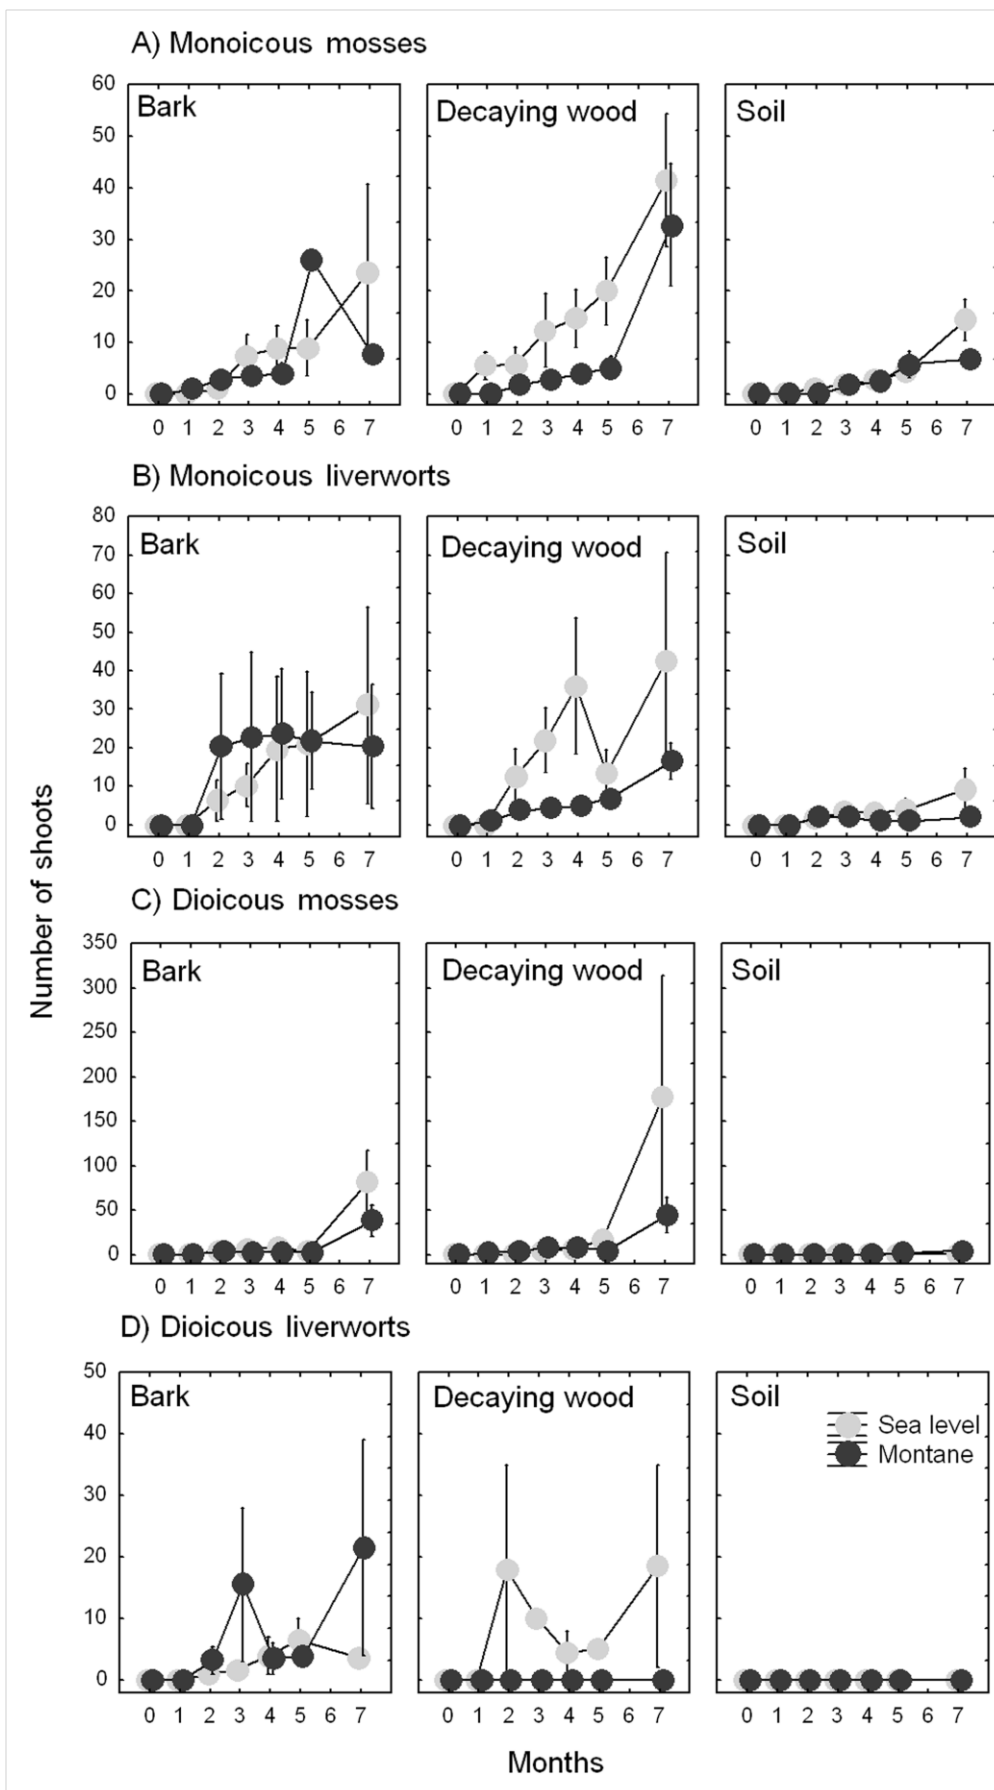 A) Monoicous mosses
Bark
Decaying wood
Soil
60
50
40
30
20
10
0
0 1 2 3 4 5 6 7
0 1 2 3 4 5 6 7
0 1 2 3 4 5 6 7
B) Monoicous liverworts
Bark
Decaying wood
Soil
80
70
60
50
40
30
20
10
0
0 1 2 3 4 5 6 7
0 1 2 3 4 5 6 7
0 1 2 3 4 5 6 7
Number of shoots
C) Dioicous mosses
Bark
Decaying wood
Soil
350
300
250
200
150
100
50
0
0 1 2 3 4 5 6 7
0 1 2 3 4 5 6 7
0 1 2 3 4 5 6 7
D) Dioicous liverworts
Bark
Decaying wood
Soil
Sea level
Montane
50
40
30
20
10
0
0 1 2 3 4 5 6 7
0 1 2 3 4 5 6 7
0 1 2 3 4 5 6 7
Months